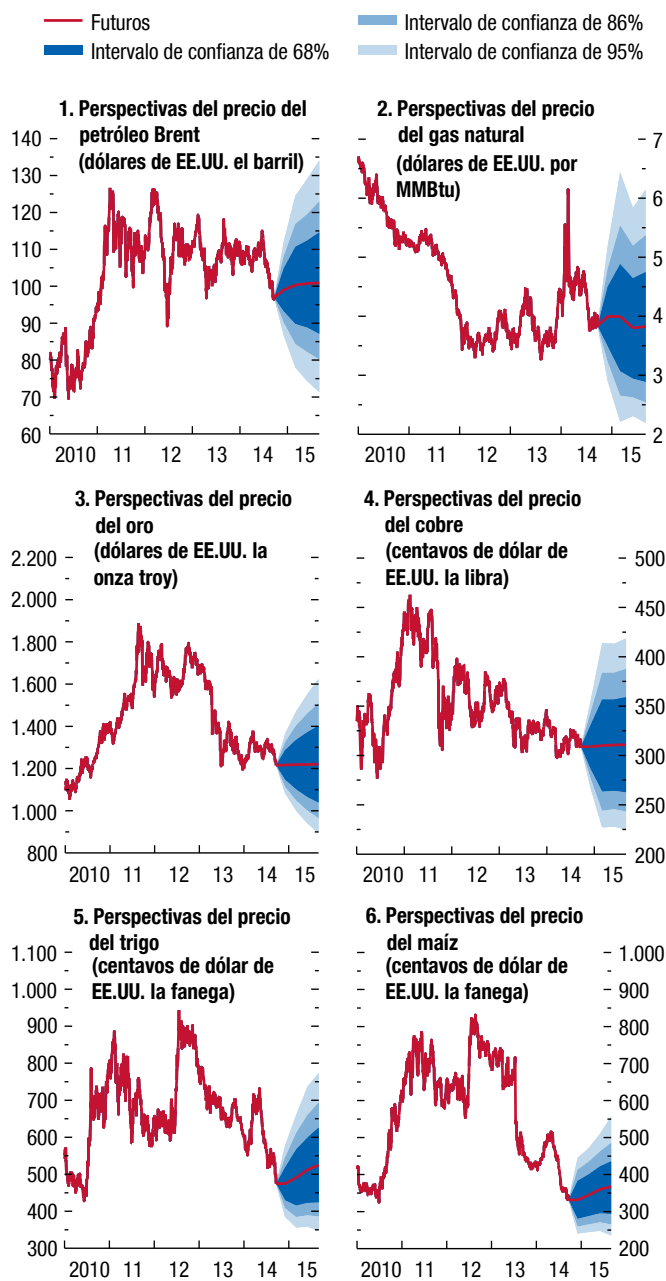 Futuros
Intervalo de confianza de 68%
Intervalo de confianza de 86%
Intervalo de confianza de 95%
1. Perspectivas del precio del
petróleo Brent
(dólares de EE.UU. el barril)
140
130
120
110
100
90
80
70
60
2010 11 12 13 14 15
2. Perspectivas del precio
del gas natural
(dólares de EE.UU. por
MMBtu)
7
6
5
4
3
2
2010 11 12 13 14 15
3. Perspectivas del precio
del oro
(dólares de EE.UU. la
onza troy)
2.200
2.000
1.800
1.600
1.400
1.200
1.000
800
2010 11 12 13 14 15
4. Perspectivas del precio
del cobre
(centavos de dólar de
EE.UU. la libra)
500
450
400
350
300
250
200
2010 11 12 13 14 15
5. Perspectivas del precio
del trigo
(centavos de dólar de
EE.UU. la fanega)
1.100
1.000
900
800
700
600
500
400
300
2010 11 12 13 14 15
6. Perspectivas del precio
del maíz
(centavos de dólar de
EE.UU. la fanega)
1.000
900
800
700
600
500
400
300
200
2010 11 12 13 14 15